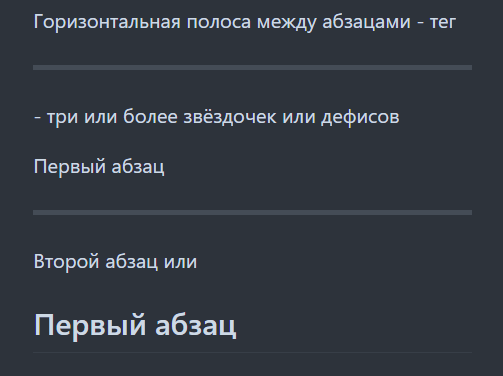 Горизонтальная полоса между абзацами - тег
- три или более звёздочек или дефисов
Первый абзац
Второй абзац или
Первый абзац